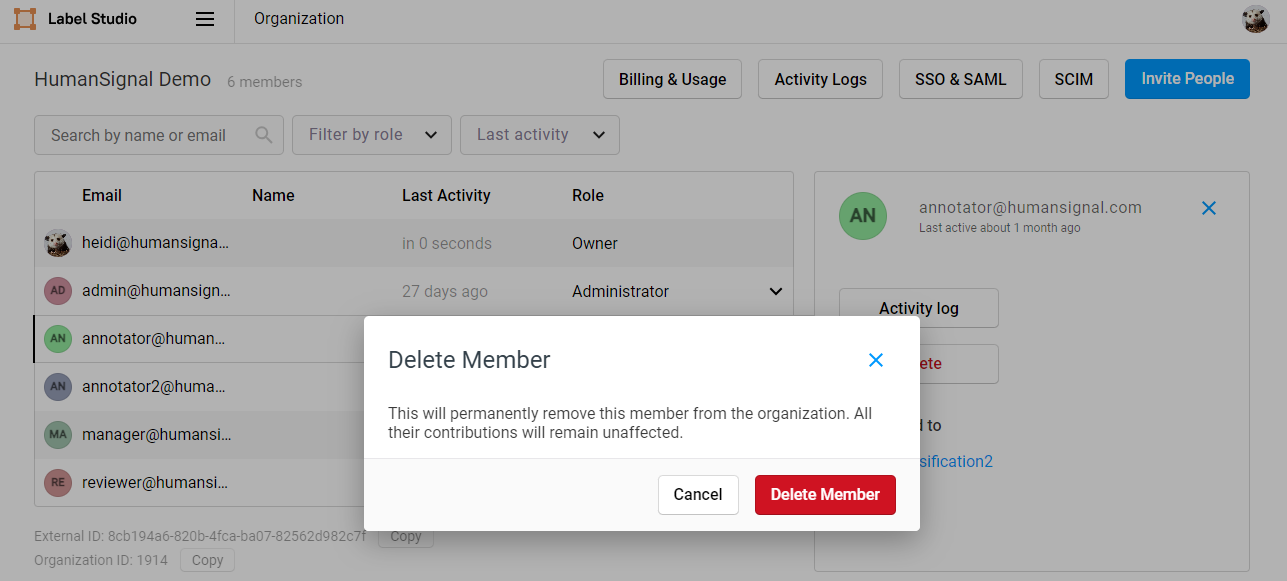 Label Studio
Organization
HumanSignal Demo 6 members
Billing & Usage
Activity Logs
SSO & SAML
SCIM
Invite People
Search by name or email
Filter by role
Last activity
Email Name Last Activity Role
heidi@humansigna... in 0 seconds Owner
AD admin@humansign... 27 days ago Administrator
AN annotator@human...
AN annotator2@huma...
MA manager@humansi...
RE reviewer@humansi...
External ID: 8cb194a6-820b-4fca-ba07-82562d982c7f Copy
Organization ID: 1914 Copy
AN annotator@humansignal.com
Last active about 1 month ago
Activity log
ete
d to
sification2
Delete Member
This will permanently remove this member from the organization. All
their contributions will remain unaffected.
Cancel
Delete Member